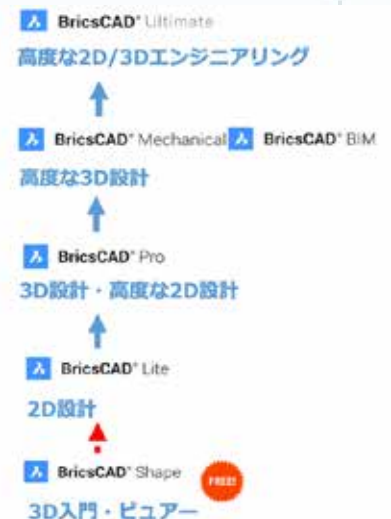 BricsCAD® Ultimate
高度な2D/3Dエンジニアリング
BricsCAD® Mechanical BricsCAD® BIM
高度な3D設計
BricsCAD® Pro
3D設計・高度な2D設計
BricsCAD® Lite
2D設計
BricsCAD® Shape FREE!
3D入門・ビュアー